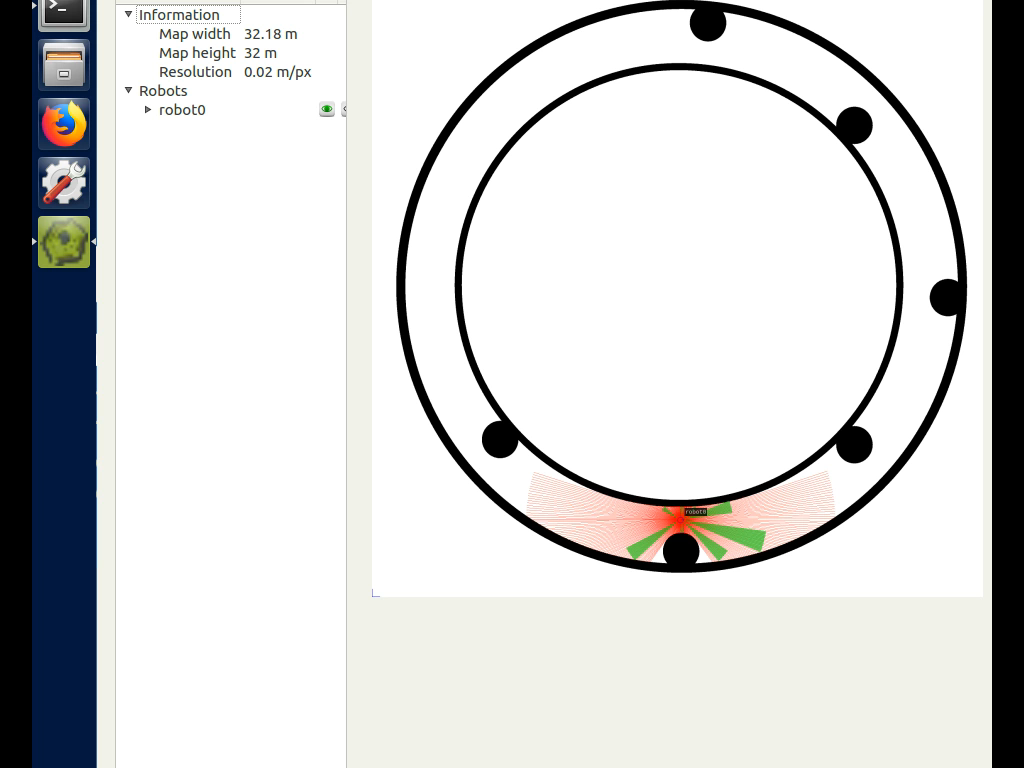 Information
Map width 32.18 m
Map height 32 m
Resolution 0.02 m/px
Robots
robot0
robot0